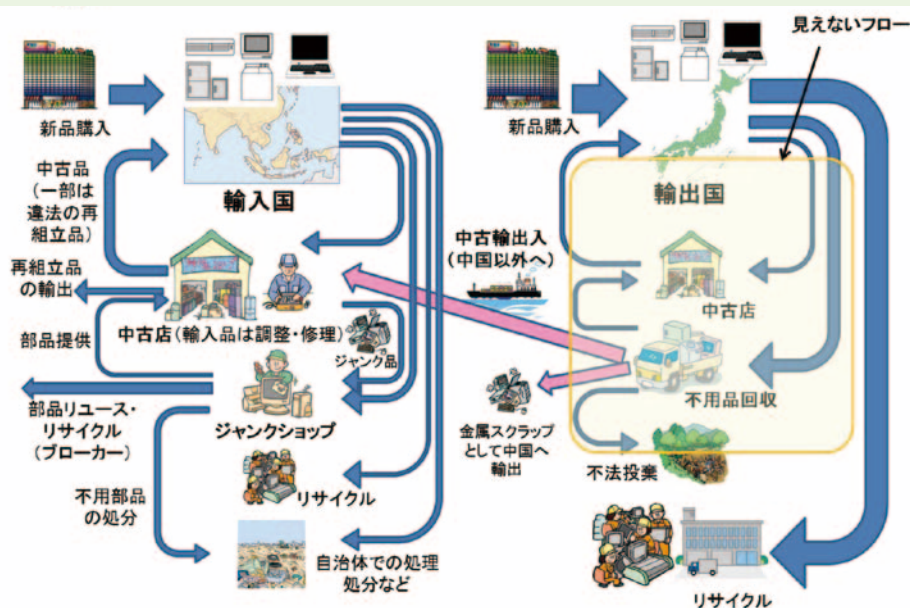 見えないフロー
新品購入
新品購入
中古品
(一部は
違法の再
組立品)
輸入国
輸出国
中古輸出入
(中国以外へ)
再組立品
の輸出
中古店(輸入品は調整・修理)
中古店
部品提供
ジャンク品
部品リユース・
リサイクル
(ブローカー)
ジャンクショップ
不用品回収
金属スクラップ
として中国へ
輸出
不法投棄
不用部品
の処分
リサイクル
自治体での処理
処分など
リサイクル